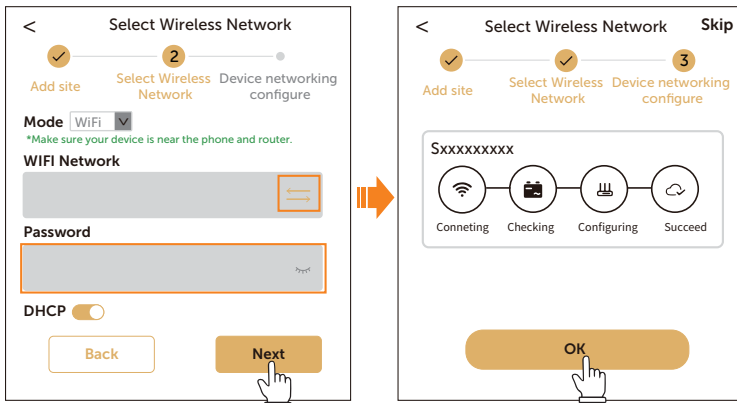 < Select Wireless Network
2
Add site
Select Wireless
Network
Device networking
configure
Mode WiFi V
*Make sure your device is near the phone and router.
WIFI Network
Password
DHCP
Back
Next
< Select Wireless Network Skip
3
Add site
Select Wireless
Network
Device networking
configure
Sxxxxxxxxx
Conneting Checking Configuring Succeed
OK